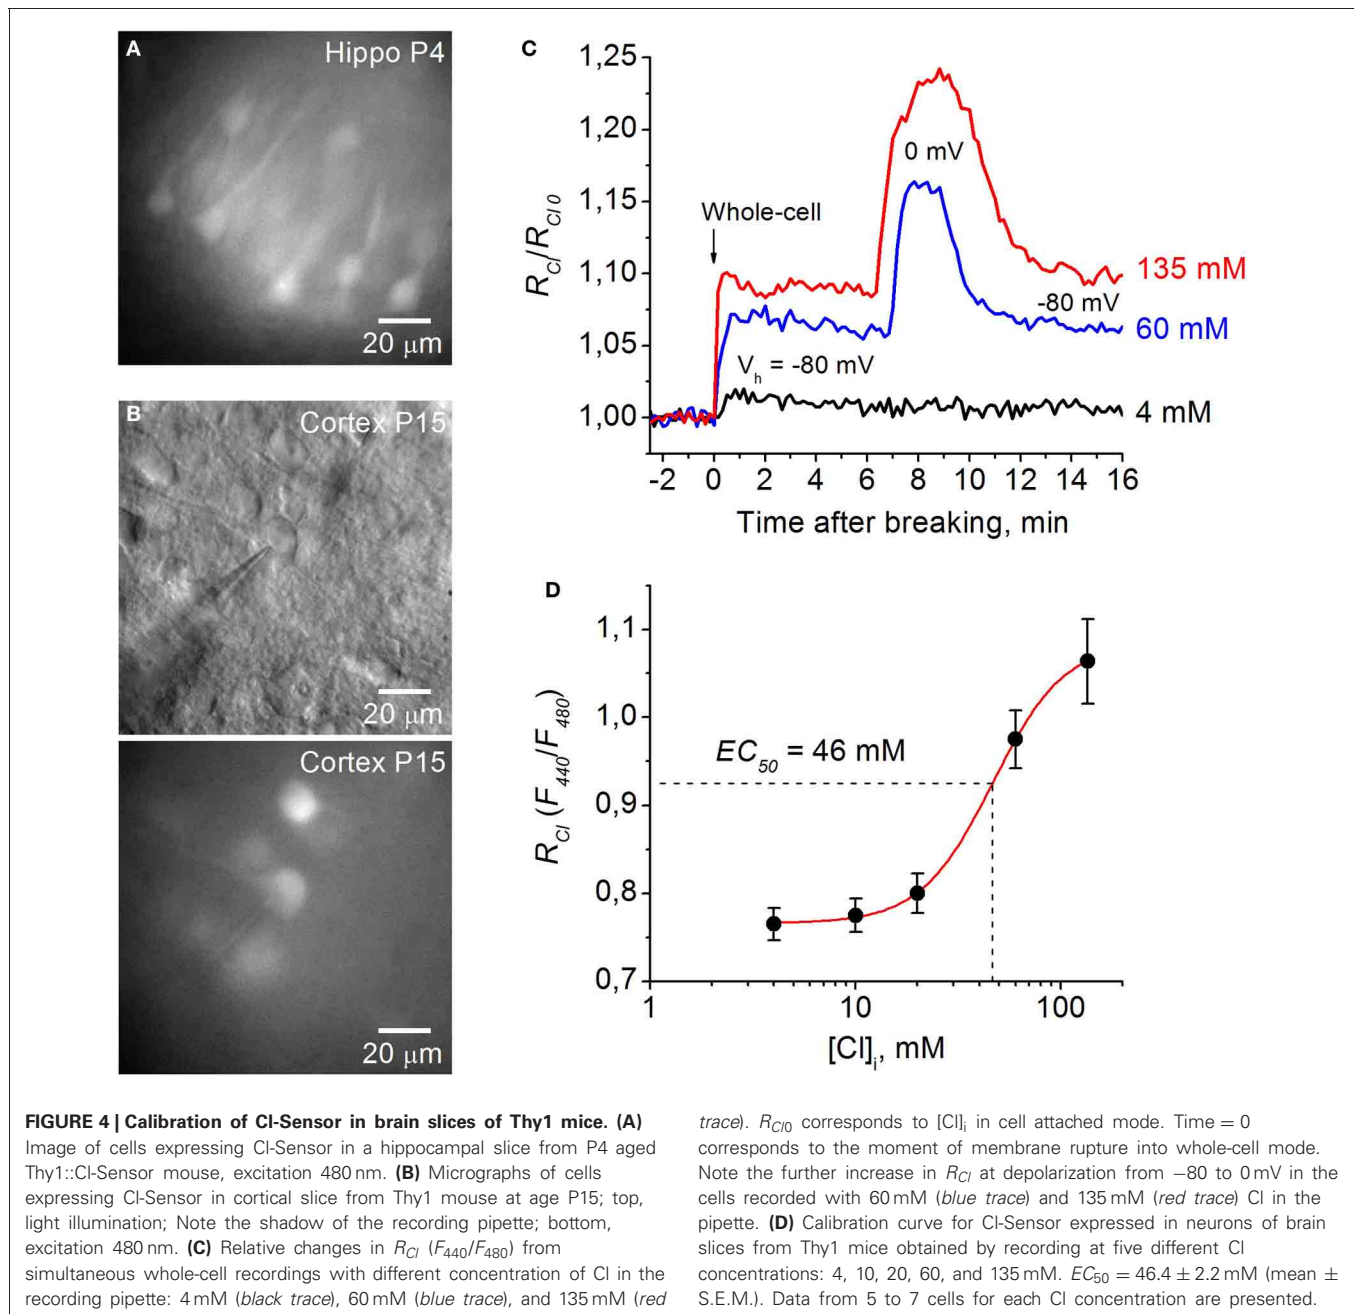 A
Hippo P4
20 μm
B
Cortex P15
20 μm
Cortex P15
20 μm
C
1,25
1,20
1,15
1,10
1,05
1,00
R_Cl/R_Cl 0
Whole-cell
0 mV
-80 mV
V_h = -80 mV
135 mM
60 mM
4 mM
-2 0 2 4 6 8 10 12 14 16
Time after breaking, min
D
1,1
1,0
0,9
0,8
0,7
R_Cl (F_440/F_480)
EC_50 = 46 mM
1 10 100
[Cl]_i, mM
FIGURE 4 | Calibration of Cl-Sensor in brain slices of Thy1 mice. (A)
Image of cells expressing Cl-Sensor in a hippocampal slice from P4 aged
Thy1::Cl-Sensor mouse, excitation 480 nm. (B) Micrographs of cells
expressing Cl-Sensor in cortical slice from Thy1 mouse at age P15; top,
light illumination; Note the shadow of the recording pipette; bottom,
excitation 480 nm. (C) Relative changes in R_Cl (F_440/F_480) from
simultaneous whole-cell recordings with different concentration of Cl in the
recording pipette: 4 mM (black trace), 60 mM (blue trace), and 135 mM (red
trace). R_Cl0 corresponds to [Cl]_i in cell attached mode. Time = 0
corresponds to the moment of membrane rupture into whole-cell mode.
Note the further increase in R_Cl at depolarization from −80 to 0 mV in the
cells recorded with 60 mM (blue trace) and 135 mM (red trace) Cl in the
pipette. (D) Calibration curve for Cl-Sensor expressed in neurons of brain
slices from Thy1 mice obtained by recording at five different Cl
concentrations: 4, 10, 20, 60, and 135 mM. EC_50 = 46.4 ± 2.2 mM (mean ±
S.E.M.). Data from 5 to 7 cells for each Cl concentration are presented.